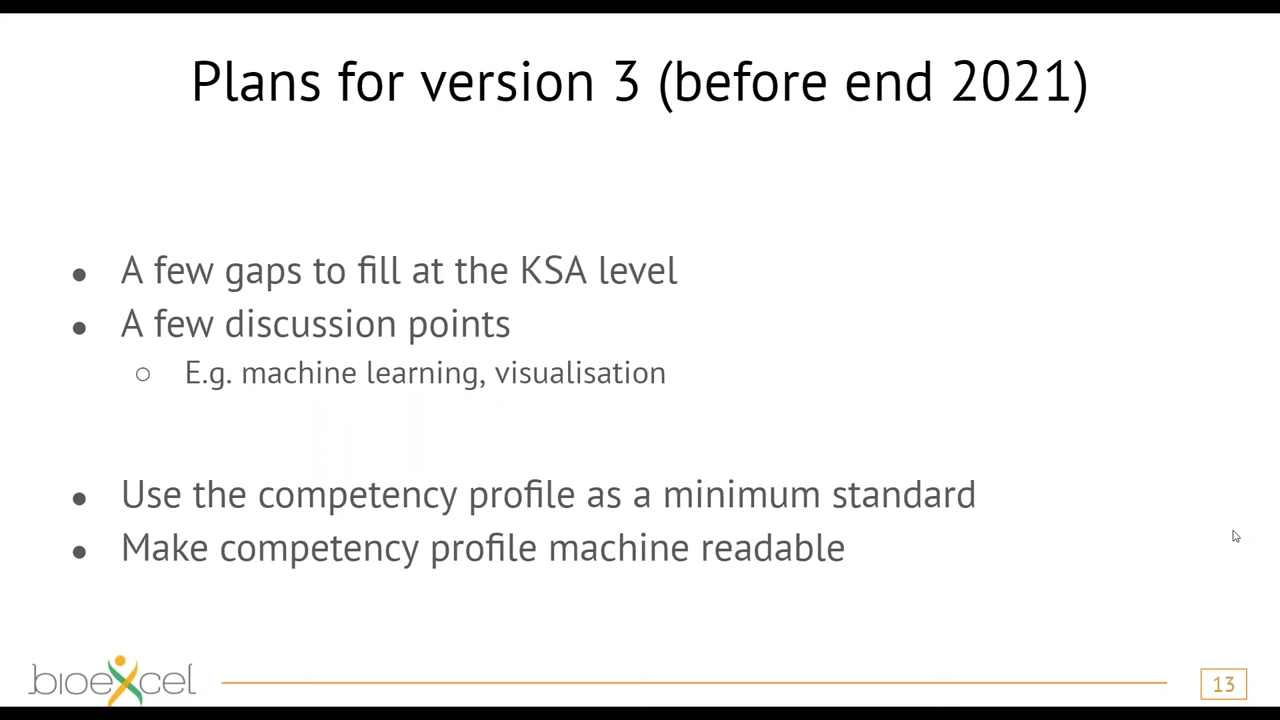 Plans for version 3 (before end 2021)
● A few gaps to fill at the KSA level
● A few discussion points
○ E.g. machine learning, visualisation
● Use the competency profile as a minimum standard
● Make competency profile machine readable
bioexcel
13